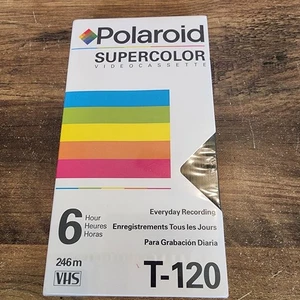 Polaroid
SUPERCOLOR
VIDEOCASSETTE
6 Hour
Heures
Horas
Everyday Recording
Enregistrements Tous les Jours
Para Grabación Diaria
246 m
VHS
T-120